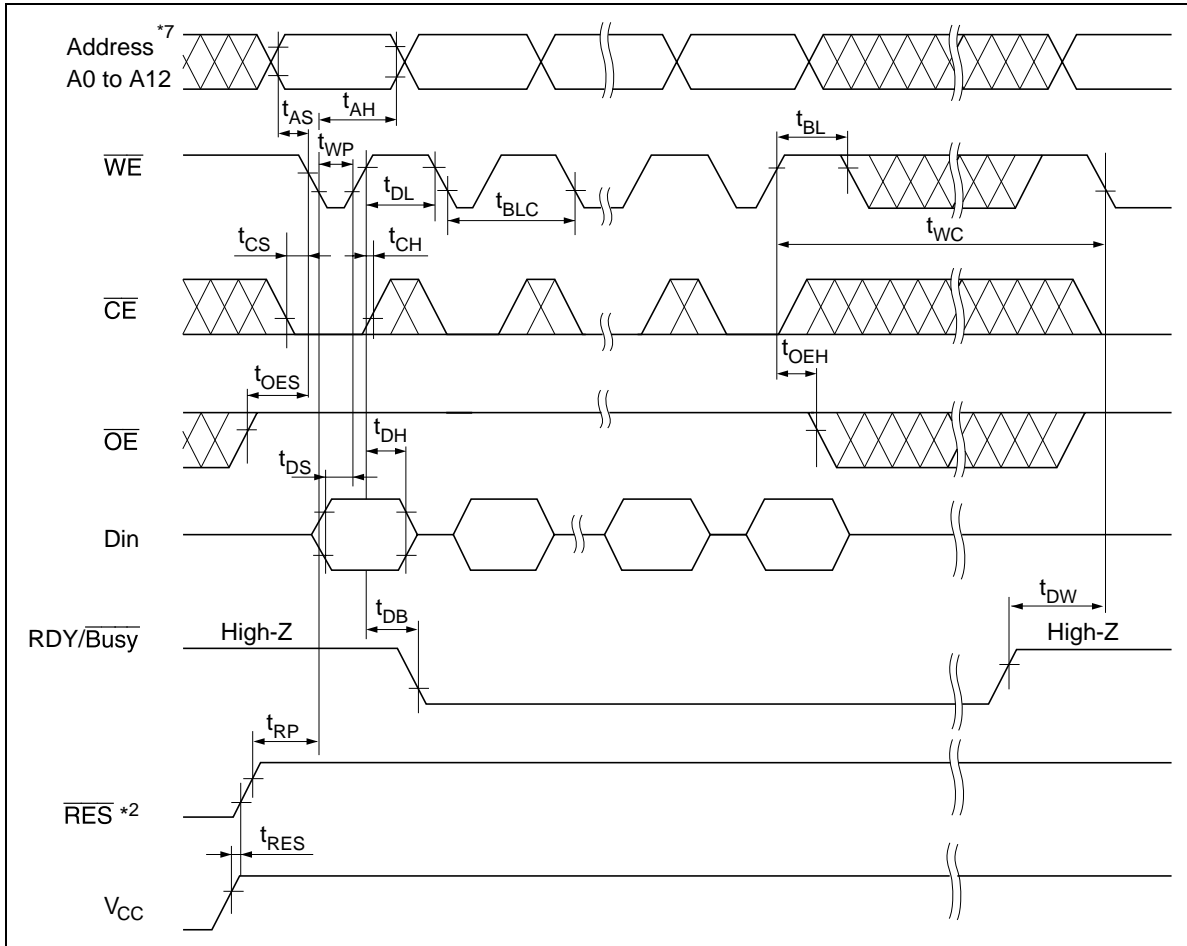 Address *7
A0 to A12
tAS
tAH
tWP
tBL
WE
tDL
tBLC
tWC
tCS
tCH
CE
tOES
tOEH
OE
tDH
tDS
Din
tDB
tDW
RDY/Busy
High-Z
High-Z
tRP
RES *2
tRES
VCC